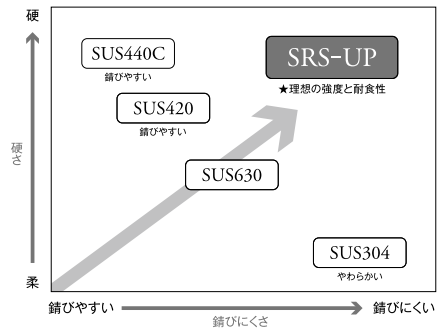 硬
硬さ
柔
SUS440C
錆びやすい
SRS-UP
★理想の強度と耐食性
SUS420
錆びやすい
SUS630
SUS304
やわらかい
錆びやすい
錆びにくさ
錆びにくい